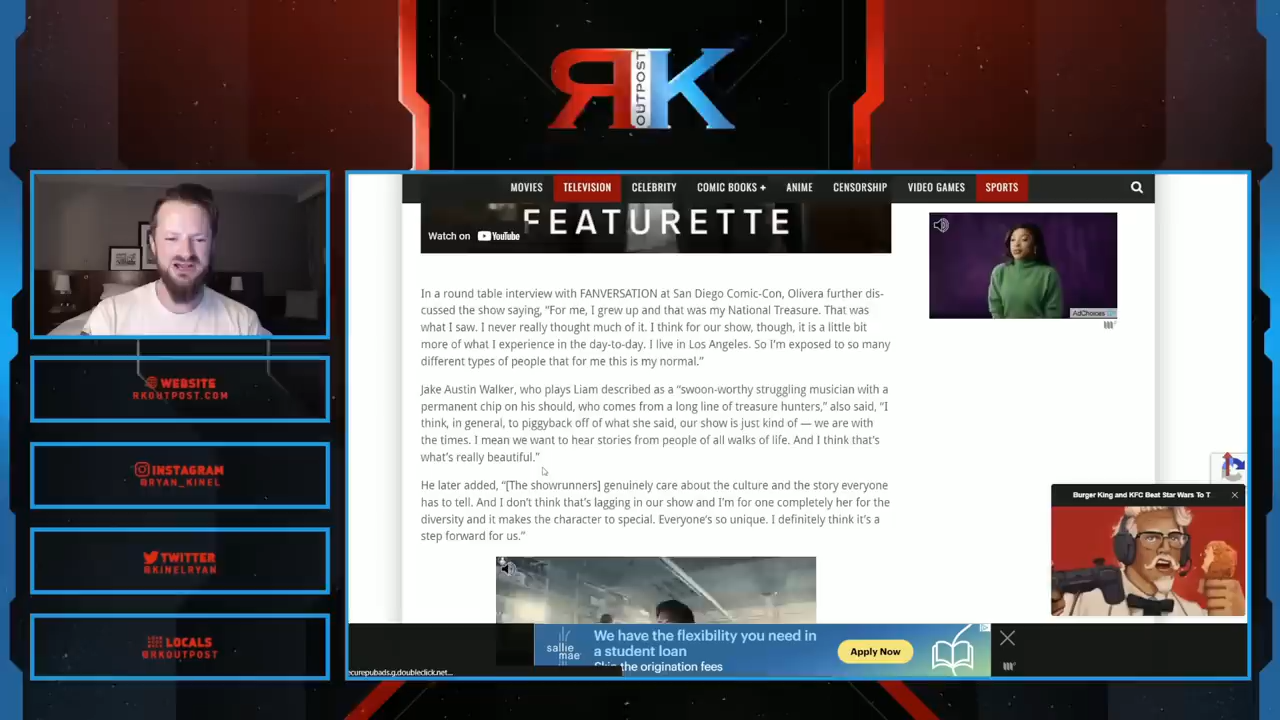 RK
OUTPOST
WEBSITE
RKOUTPOST.COM
INSTAGRAM
@RYAN_KINEL
TWITTER
@KINELRYAN
LOCALS
@RKOUTPOST
MOVIES TELEVISION CELEBRITY COMIC BOOKS + ANIME CENSORSHIP VIDEO GAMES SPORTS
FEATURETTE
Watch on YouTube
In a round table interview with FANVERSATION at San Diego Comic-Con, Olivera further dis-
cussed the show saying, “For me, I grew up and that was my National Treasure. That was
what I saw. I never really thought much of it. I think for our show, though, it is a little bit
more of what I experience in the day-to-day. I live in Los Angeles. So I’m exposed to so many
different types of people that for me this is my normal.”
Jake Austin Walker, who plays Liam described as a “swoon-worthy struggling musician with a
permanent chip on his should, who comes from a long line of treasure hunters,” also said, “I
think, in general, to piggyback off of what she said, our show is just kind of — we are with
the times. I mean we want to hear stories from people of all walks of life. And I think that’s
what’s really beautiful.”
He later added, “[The showrunners] genuinely care about the culture and the story everyone
has to tell. And I don’t think that’s lagging in our show and I’m for one completely her for the
diversity and it makes the character to special. Everyone’s so unique. I definitely think it’s a
step forward for us.”
AdChoices
Burger King and KFC Beat Star Wars To T
sallie
mae
We have the flexibility you need in
a student loan
Skip the origination fees
Apply Now
ecurepubads.g.doubleclick.net...